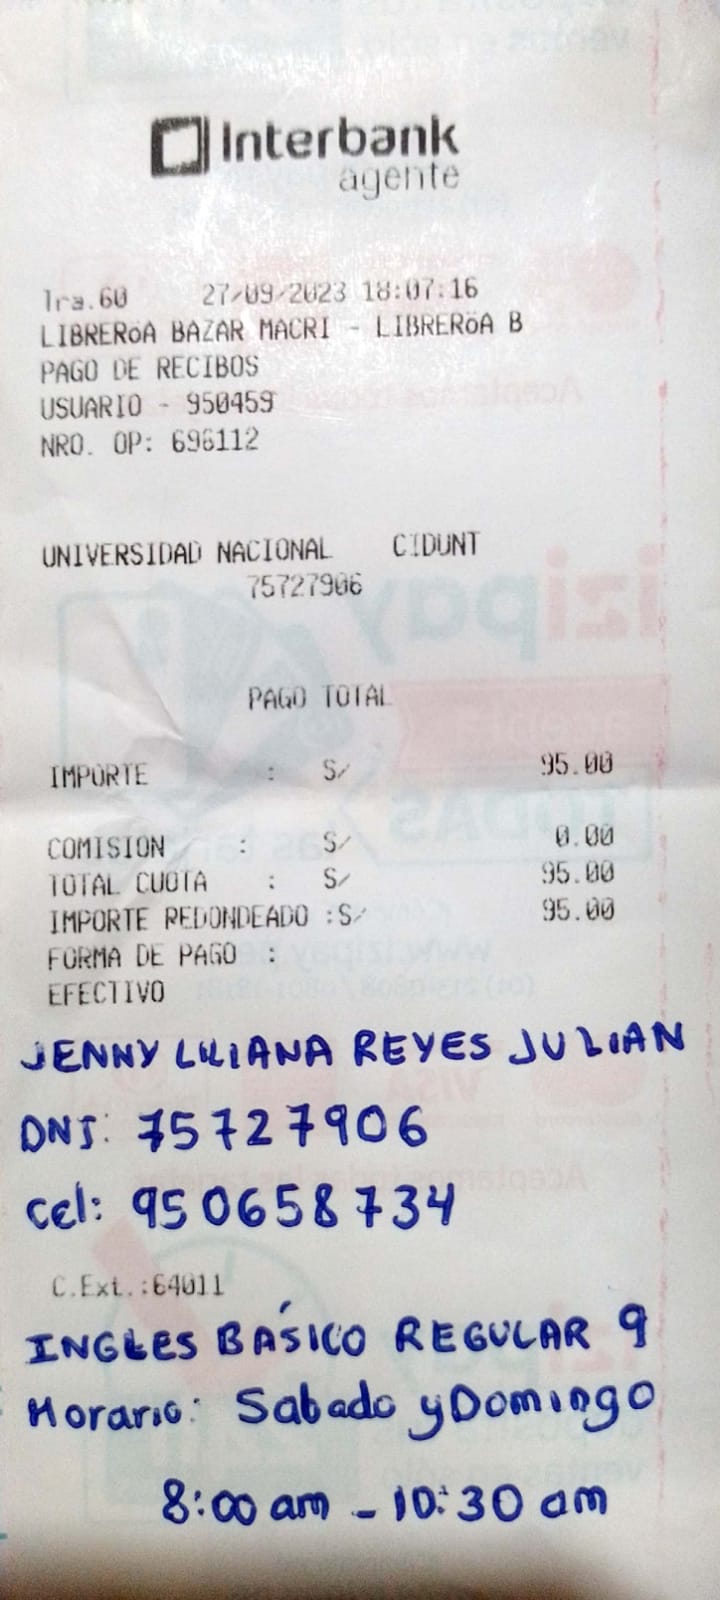 Interbank
agente
Tra.60 27/09/2023 18:07:16
LIBRERöA BAZAR MACRI - LIBRERöA B
PAGO DE RECIBOS
USUARIO - 950459
NRO. OP: 696112
UNIVERSIDAD NACIONAL CIDUNT
75727906
PAGO TOTAL
IMPORTE : S/ 95.00
COMISION : S/ 0.00
TOTAL CUOTA : S/ 95.00
IMPORTE REDONDEADO :S/ 95.00
FORMA DE PAGO :
EFECTIVO
JENNY LILIANA REYES JULIAN
DNI: 75727906
Cel: 950658734
C.Ext.:64011
INGLES BÁSICO REGULAR 9
Horario: Sabado y Domingo
8:00 am - 10:30 am